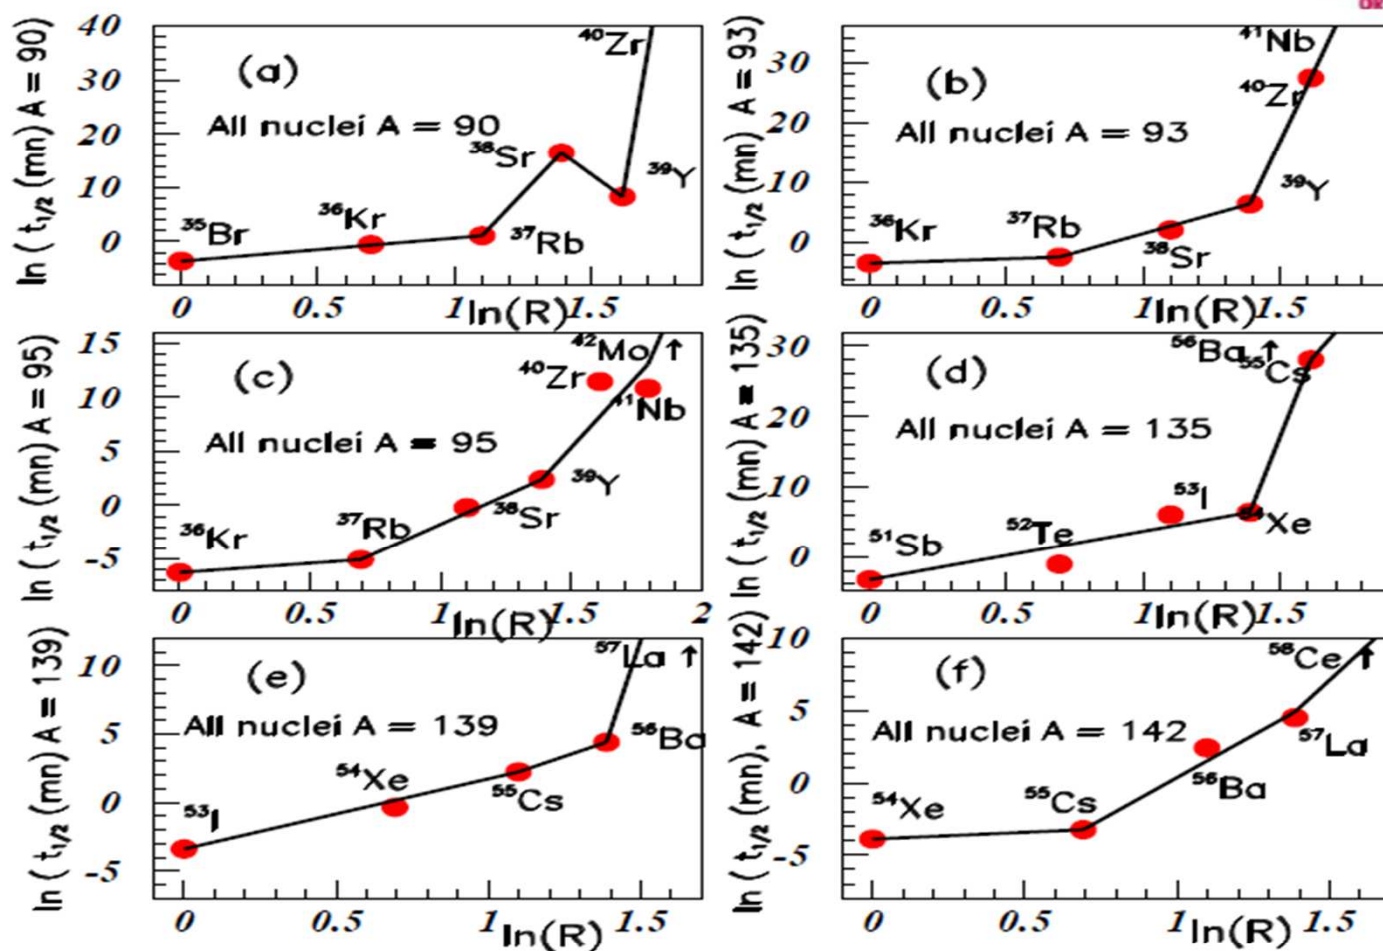 ln ( t₁/₂ (mn) A = 90)
40
30
20
10
0
(a)
All nuclei A = 90
³⁵Br
³⁶Kr
³⁷Rb
³⁸Sr
³⁹Y
⁴⁰Zr
0 0.5 1 1.5
ln(R)
ln ( t₁/₂ (mn) A = 93)
30
20
10
0
(b)
All nuclei A = 93
³⁶Kr
³⁷Rb
³⁸Sr
³⁹Y
⁴⁰Zr
⁴¹Nb
0 0.5 1 1.5
ln(R)
ln ( t₁/₂ (mn) A = 95)
15
10
5
0
-5
(c)
All nuclei A = 95
³⁶Kr
³⁷Rb
³⁸Sr
³⁹Y
⁴⁰Zr
⁴¹Nb
⁴²Mo ↑
0 0.5 1 1.5 2
ln(R)
ln ( t₁/₂ (mn) A = 135)
30
20
10
0
(d)
All nuclei A = 135
⁵¹Sb
⁵²Te
⁵³I
⁵⁴Xe
⁵⁵Cs
⁵⁶Ba ↑
0 0.5 1 1.5
ln(R)
ln ( t₁/₂ (mn) A = 139)
10
5
0
-5
(e)
All nuclei A = 139
⁵³I
⁵⁴Xe
⁵⁵Cs
⁵⁶Ba
⁵⁷La ↑
0 0.5 1 1.5
ln(R)
ln ( t₁/₂ (mn), A = 142)
10
5
0
-5
(f)
All nuclei A = 142
⁵⁴Xe
⁵⁵Cs
⁵⁶Ba
⁵⁷La
⁵⁸Ce ↑
0 0.5 1 1.5
ln(R)